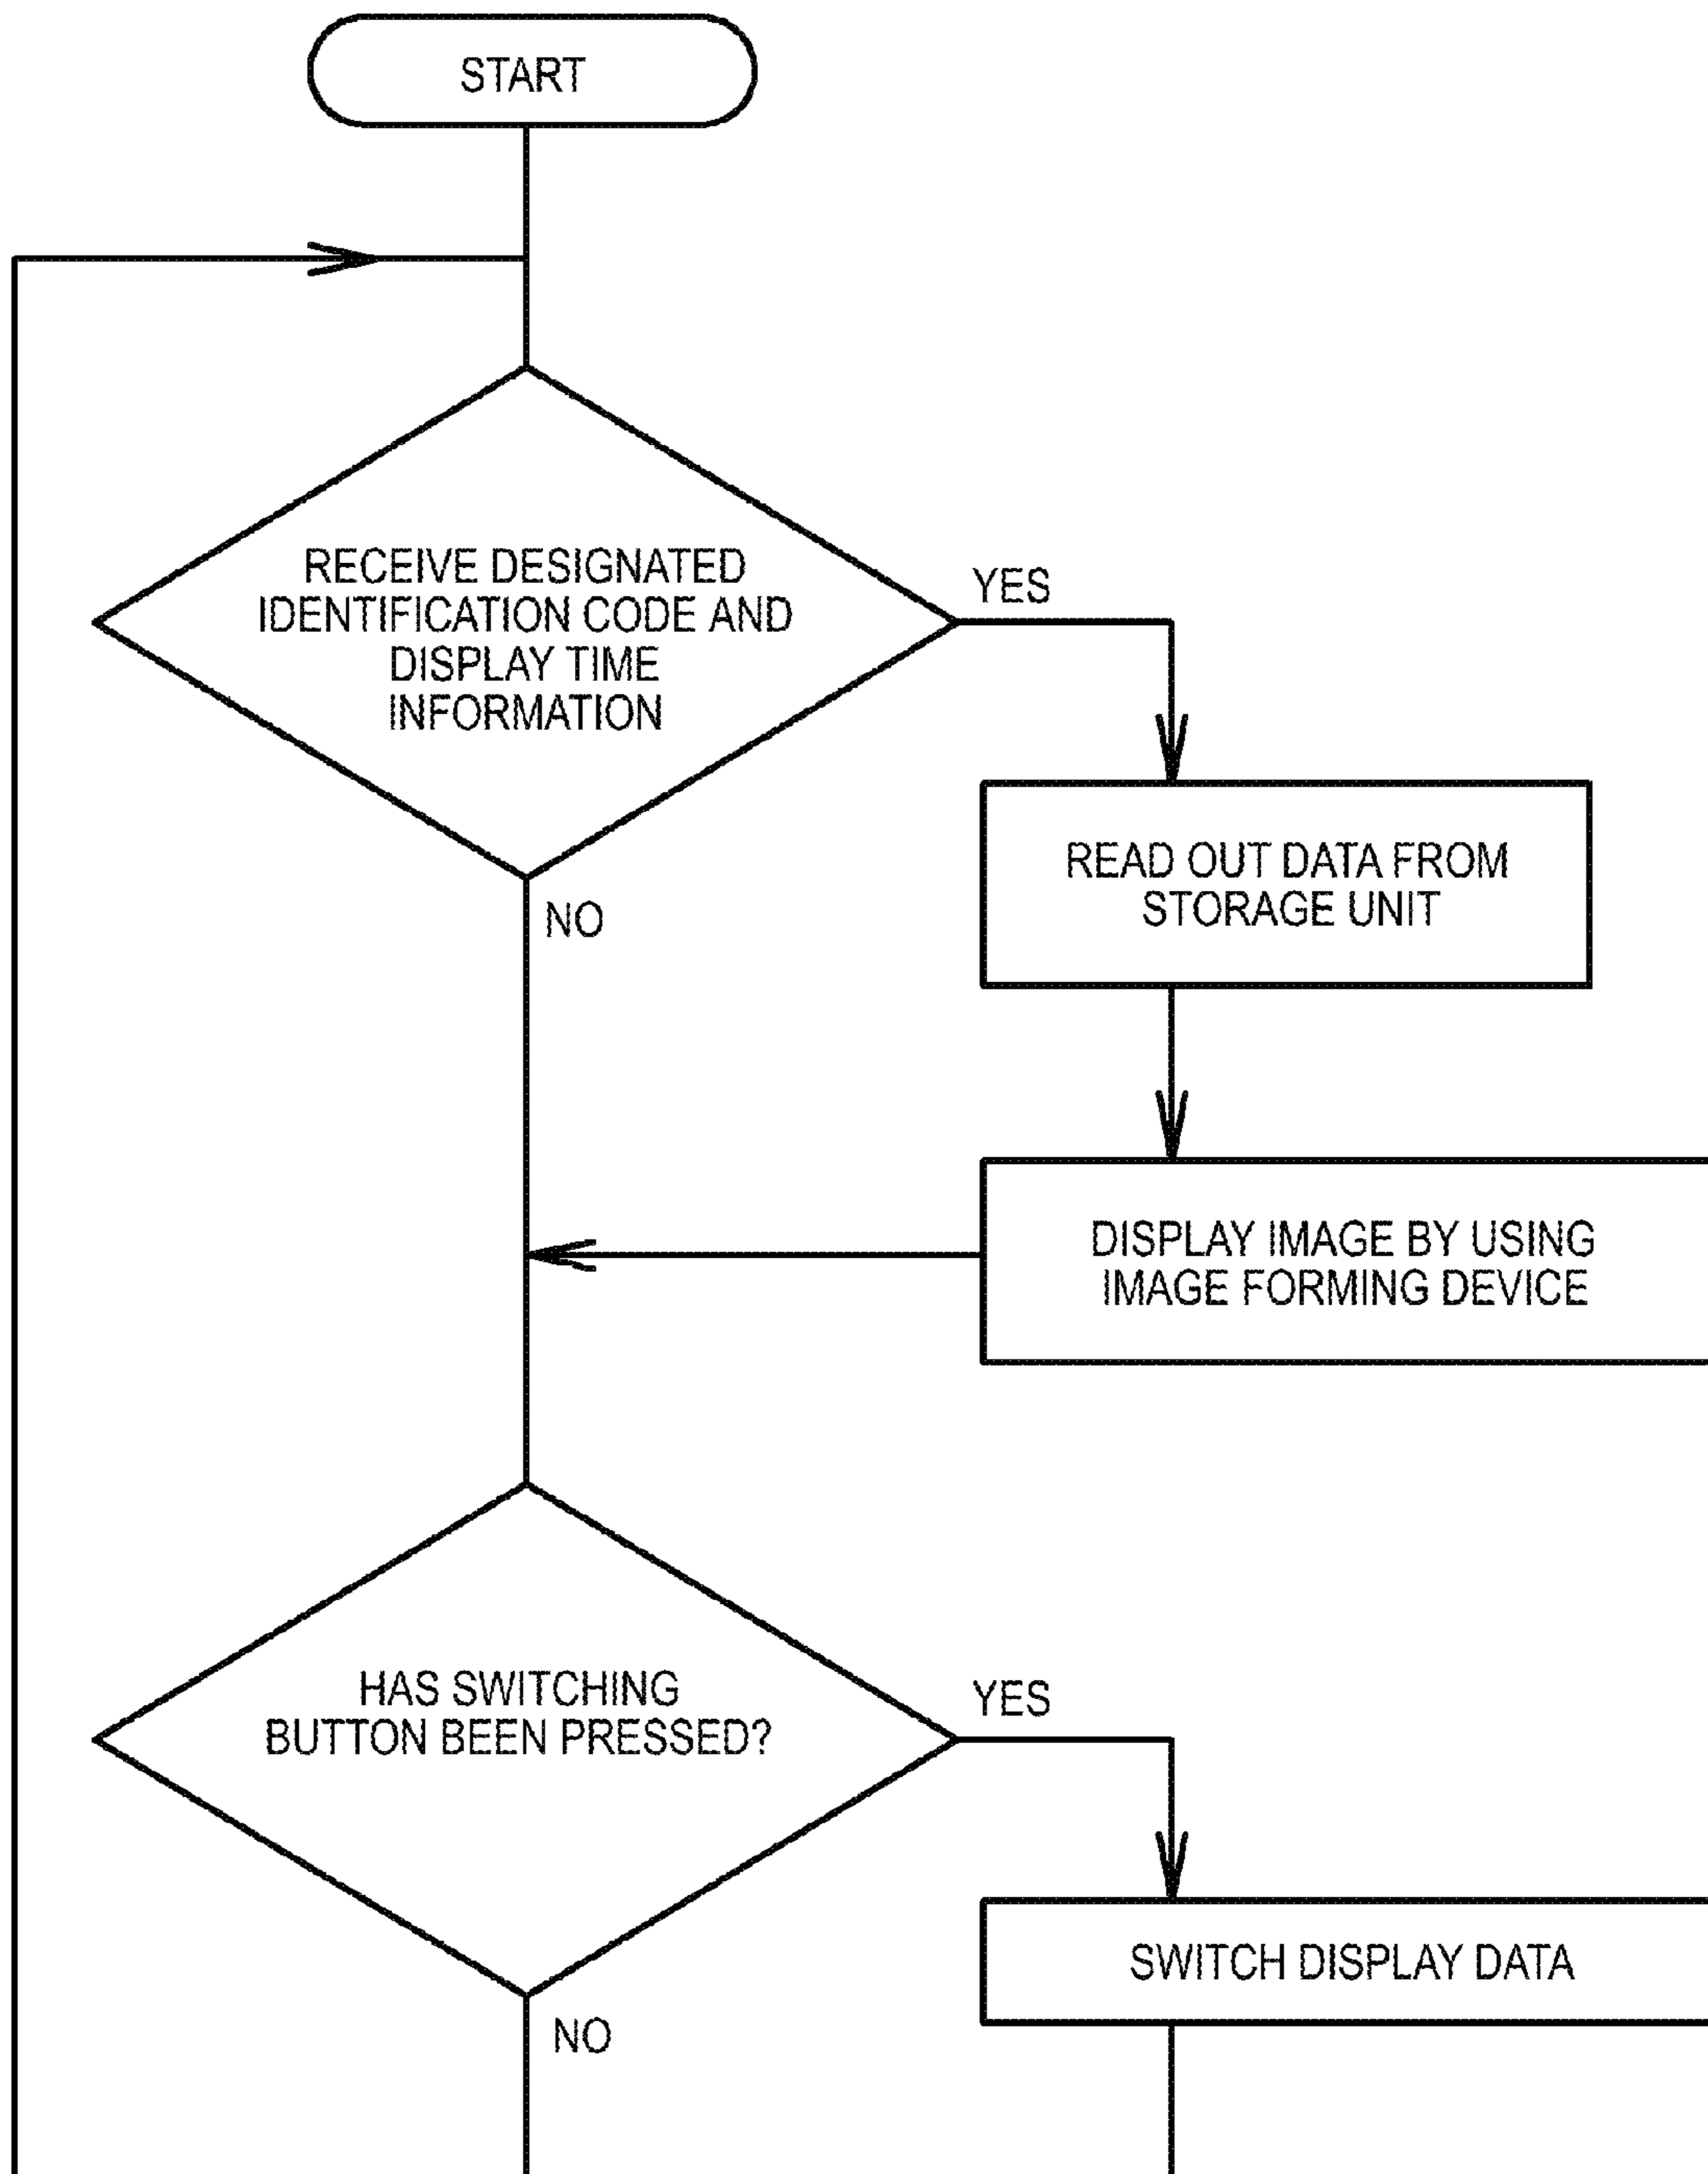 START
RECEIVE DESIGNATED
IDENTIFICATION CODE AND
DISPLAY TIME
INFORMATION
YES
NO
READ OUT DATA FROM
STORAGE UNIT
DISPLAY IMAGE BY USING
IMAGE FORMING DEVICE
HAS SWITCHING
BUTTON BEEN PRESSED?
YES
NO
SWITCH DISPLAY DATA